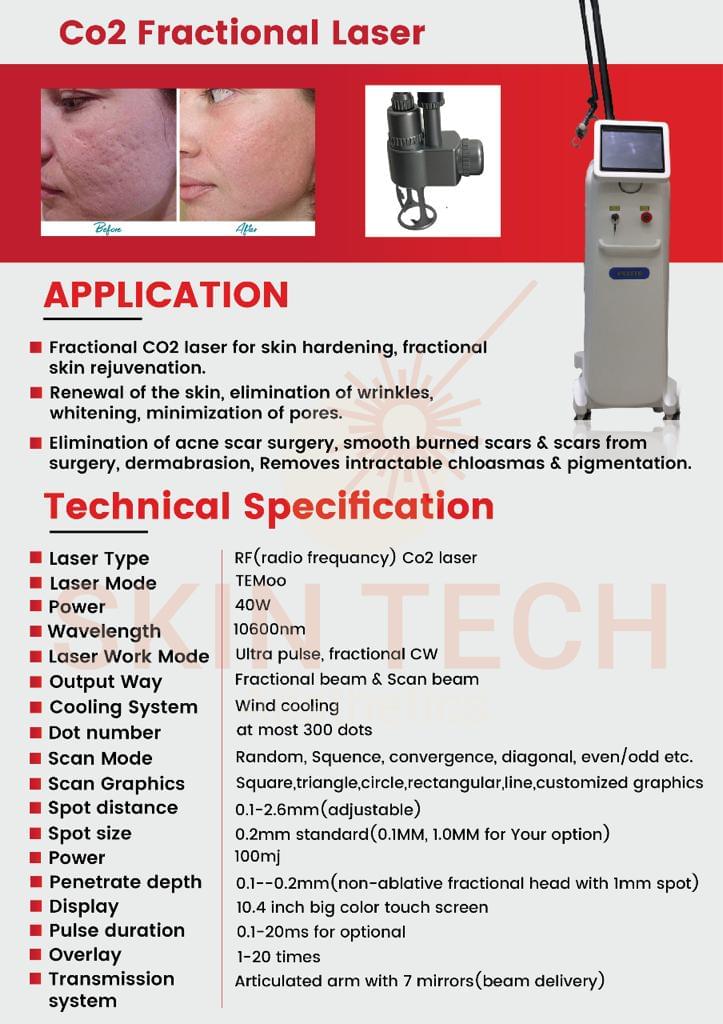 Co2 Fractional Laser
Before
After
APPLICATION
Fractional CO2 laser for skin hardening, fractional
skin rejuvenation.
Renewal of the skin, elimination of wrinkles,
whitening, minimization of pores.
Elimination of acne scar surgery, smooth burned scars & scars from
surgery, dermabrasion, Removes intractable chloasmas & pigmentation.
Technical Specification
SKIN TECH
Aesthetics
Laser Type RF(radio frequancy) Co2 laser
Laser Mode TEMoo
Power 40W
Wavelength 10600nm
Laser Work Mode Ultra pulse, fractional CW
Output Way Fractional beam & Scan beam
Cooling System Wind cooling
Dot number at most 300 dots
Scan Mode Random, Squence, convergence, diagonal, even/odd etc.
Scan Graphics Square,triangle,circle,rectangular,line,customized graphics
Spot distance 0.1-2.6mm(adjustable)
Spot size 0.2mm standard(0.1MM, 1.0MM for Your option)
Power 100mj
Penetrate depth 0.1--0.2mm(non-ablative fractional head with 1mm spot)
Display 10.4 inch big color touch screen
Pulse duration 0.1-20ms for optional
Overlay 1-20 times
Transmission Articulated arm with 7 mirrors(beam delivery)
system